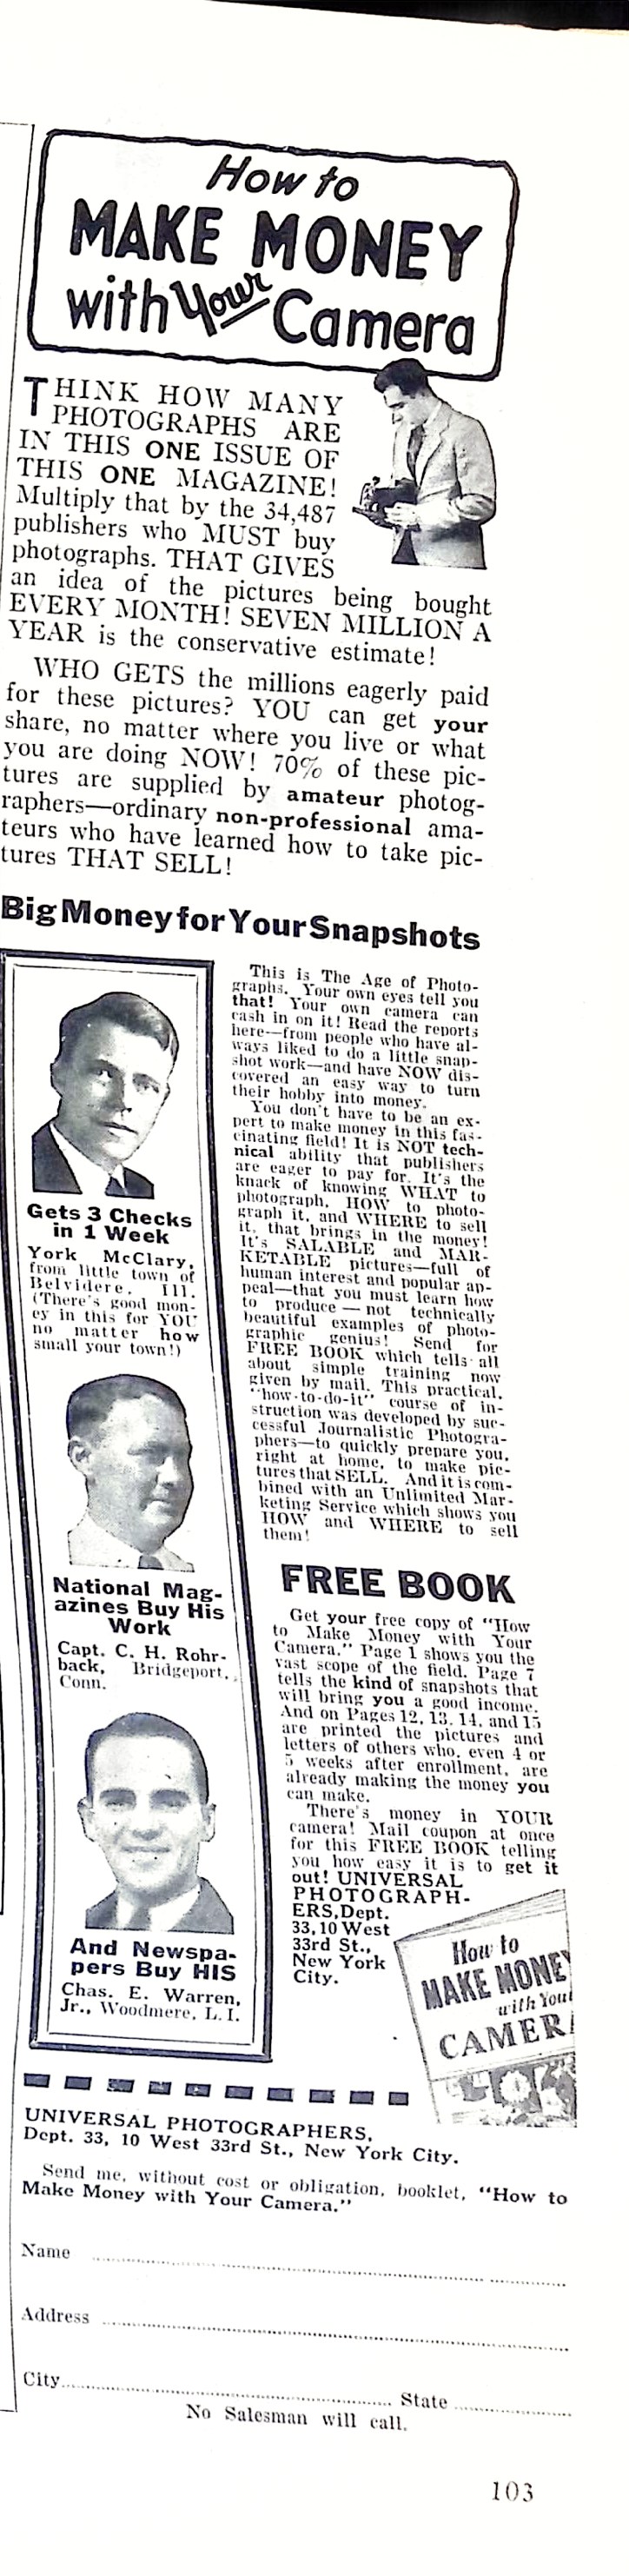 How to
MAKE MONEY
with Your Camera
THINK HOW MANY
PHOTOGRAPHS ARE
IN THIS ONE ISSUE OF
THIS ONE MAGAZINE!
Multiply that by the 34,487
publishers who MUST buy
photographs. THAT GIVES
an idea of the pictures being bought
EVERY MONTH! SEVEN MILLION A
YEAR is the conservative estimate!
WHO GETS the millions eagerly paid
for these pictures? YOU can get your
share, no matter where you live or what
you are doing NOW! 70% of these pic-
tures are supplied by amateur photog-
raphers—ordinary non-professional ama-
teurs who have learned how to take pic-
tures THAT SELL!
Big Money for Your Snapshots
Gets 3 Checks
in 1 Week
York McClary,
from little town of
Belvidere, Ill.
(There's good mon-
ey in this for YOU
no matter how
small your town!)
National Mag-
azines Buy His
Work
Capt. C. H. Rohr-
back, Bridgeport,
Conn.
And Newspa-
pers Buy HIS
Chas. E. Warren,
Jr., Woodmere, L. I.
This is The Age of Photo-
graphs. Your own eyes tell you
that! Your own camera can
cash in on it! Read the reports
here—from people who have al-
ways liked to do a little snap-
shot work—and have NOW dis-
covered an easy way to turn
their hobby into money.
You don't have to be an ex-
pert to make money in this fas-
cinating field! It is NOT tech-
nical ability that publishers
are eager to pay for. It's the
knack of knowing WHAT to
photograph, HOW to photo-
graph it, and WHERE to sell
it, that brings in the money!
It's SALABLE and MAR-
KETABLE pictures—full of
human interest and popular ap-
peal—that you must learn how
to produce — not technically
beautiful examples of photo-
graphic genius! Send for
FREE BOOK which tells all
about simple training now
given by mail. This practical,
"how-to-do-it" course of in-
struction was developed by suc-
cessful Journalistic Photogra-
phers—to quickly prepare you,
right at home, to make pic-
tures that SELL. And it is com-
bined with an Unlimited Mar-
keting Service which shows you
HOW and WHERE to sell
them!
FREE BOOK
Get your free copy of "How
to Make Money with Your
Camera." Page 1 shows you the
vast scope of the field. Page 7
tells the kind of snapshots that
will bring you a good income.
And on Pages 12, 13, 14, and 15
are printed the pictures and
letters of others who, even 4 or
5 weeks after enrollment, are
already making the money you
can make.
There's money in YOUR
camera! Mail coupon at once
for this FREE BOOK telling
you how easy it is to get it
out! UNIVERSAL
PHOTOGRAPH-
ERS, Dept.
33, 10 West
33rd St.,
New York
City.
How to
MAKE MONEY
with Your
CAMERA
UNIVERSAL PHOTOGRAPHERS,
Dept. 33, 10 West 33rd St., New York City.
Send me, without cost or obligation, booklet, "How to
Make Money with Your Camera."
Name
Address
City State
No Salesman will call.
103